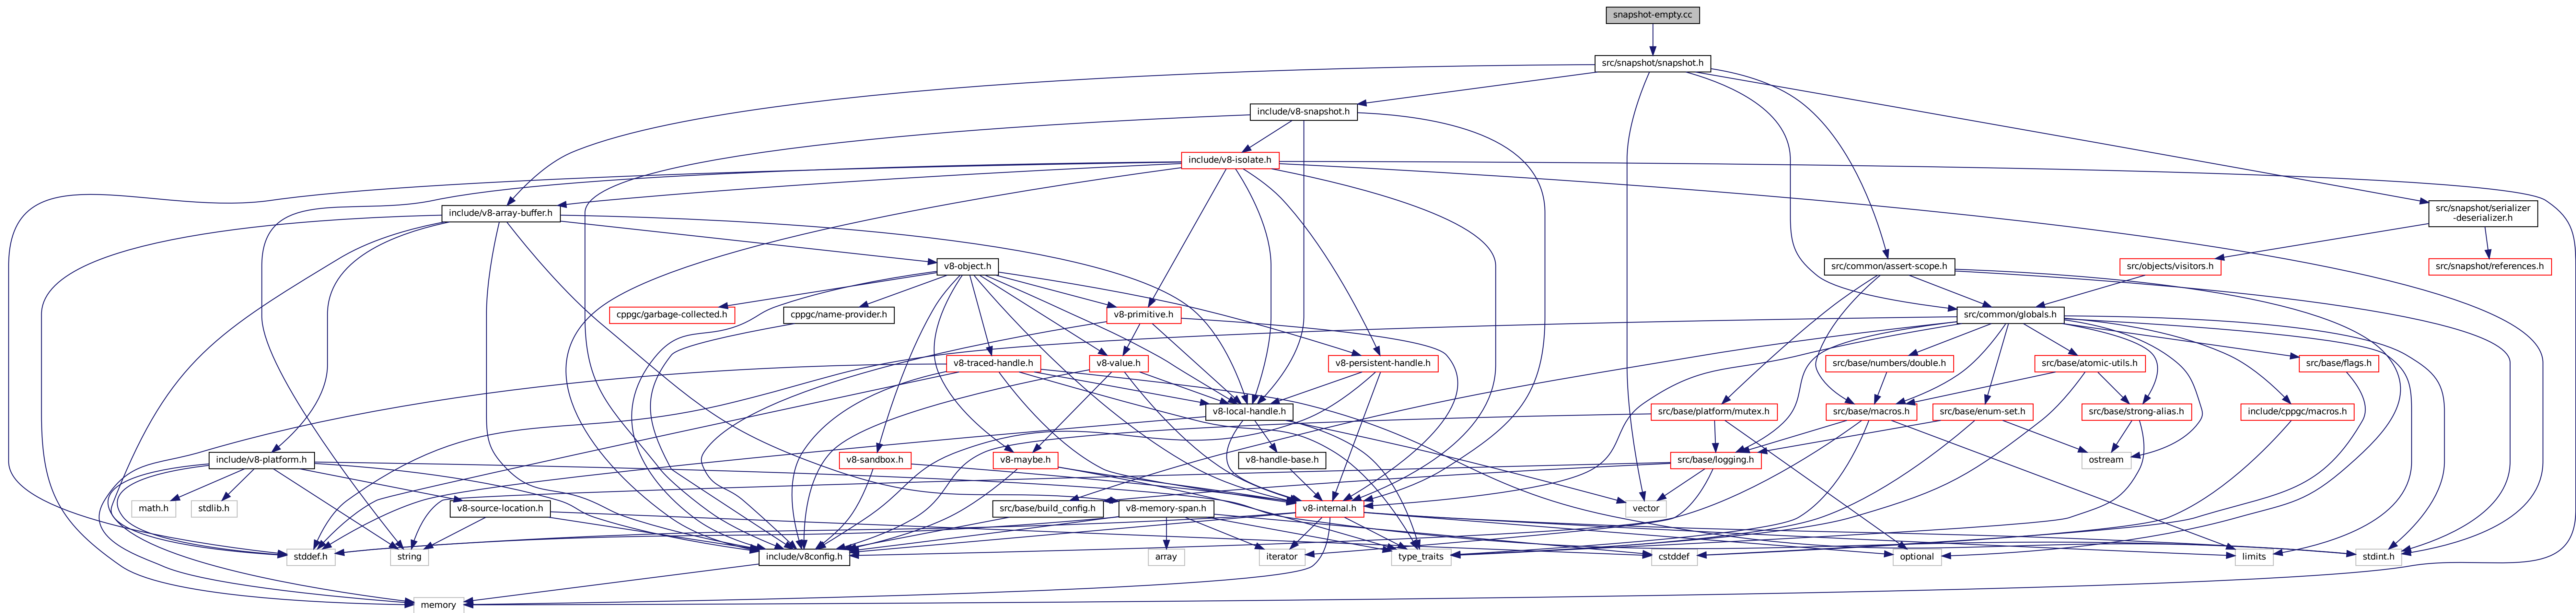 snapshot-empty.cc
src/snapshot/snapshot.h
include/v8-snapshot.h
include/v8-isolate.h
include/v8-array-buffer.h
src/snapshot/serializer
-deserializer.h
v8-object.h
src/common/assert-scope.h
src/objects/visitors.h
src/snapshot/references.h
cppgc/garbage-collected.h
cppgc/name-provider.h
v8-primitive.h
src/common/globals.h
v8-traced-handle.h
v8-value.h
v8-persistent-handle.h
src/base/numbers/double.h
src/base/atomic-utils.h
src/base/flags.h
v8-local-handle.h
src/base/platform/mutex.h
src/base/macros.h
src/base/enum-set.h
src/base/strong-alias.h
include/cppgc/macros.h
include/v8-platform.h
v8-sandbox.h
v8-maybe.h
v8-handle-base.h
src/base/logging.h
ostream
math.h
stdlib.h
v8-source-location.h
src/base/build_config.h
v8-memory-span.h
v8-internal.h
vector
stddef.h
string
include/v8config.h
array
iterator
type_traits
cstddef
optional
limits
stdint.h
memory